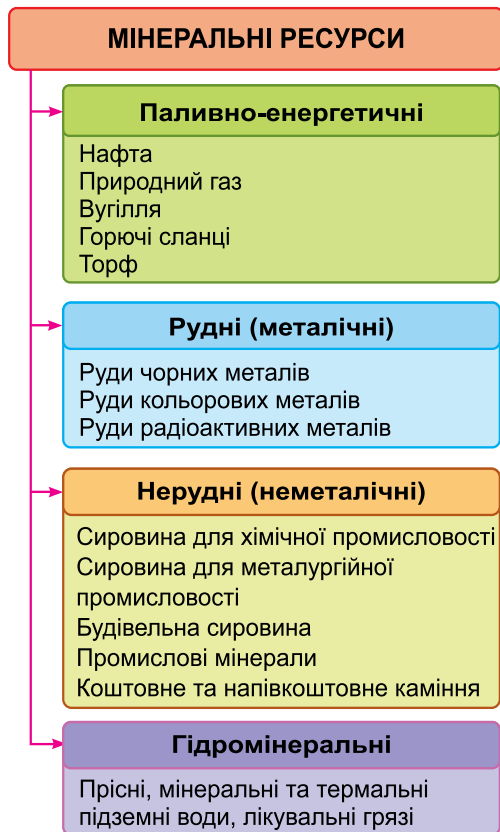 МІНЕРАЛЬНІ РЕСУРСИ
Паливно-енергетичні
Нафта
Природний газ
Вугілля
Горючі сланці
Торф
Рудні (металічні)
Руди чорних металів
Руди кольорових металів
Руди радіоактивних металів
Нерудні (неметалічні)
Сировина для хімічної промисловості
Сировина для металургійної
промисловості
Будівельна сировина
Промислові мінерали
Коштовне та напівкоштовне каміння
Гідромінеральні
Прісні, мінеральні та термальні
підземні води, лікувальні грязі